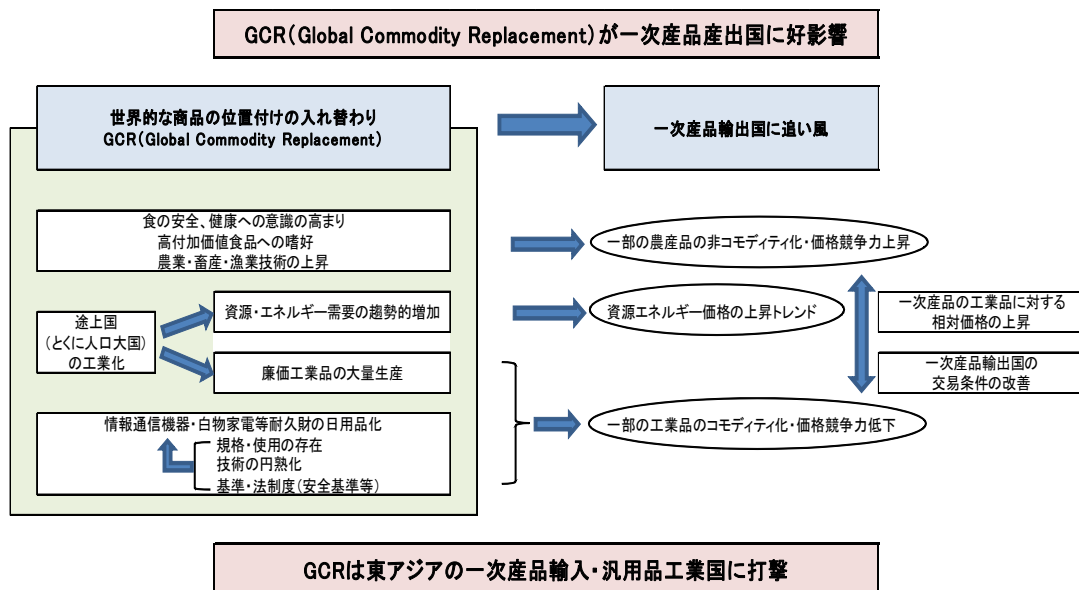 GCR(Global Commodity Replacement)が一次産品産出国に好影響
世界的な商品の位置付けの入れ替わり
GCR(Global Commodity Replacement)
一次産品輸出国に追い風
食の安全、健康への意識の高まり
高付加価値食品への嗜好
農業・畜産・漁業技術の上昇
一部の農産品の非コモディティ化・価格競争力上昇
途上国
(とくに人口大国)
の工業化
資源・エネルギー需要の趨勢的増加
資源エネルギー価格の上昇トレンド
一次産品の工業品に対する
相対価格の上昇
廉価工業品の大量生産
一次産品輸出国の
交易条件の改善
情報通信機器・白物家電等耐久財の日用品化
規格・使用の存在
技術の円熟化
基準・法制度(安全基準等)
一部の工業品のコモディティ化・価格競争力低下
GCRは東アジアの一次産品輸入・汎用品工業国に打撃